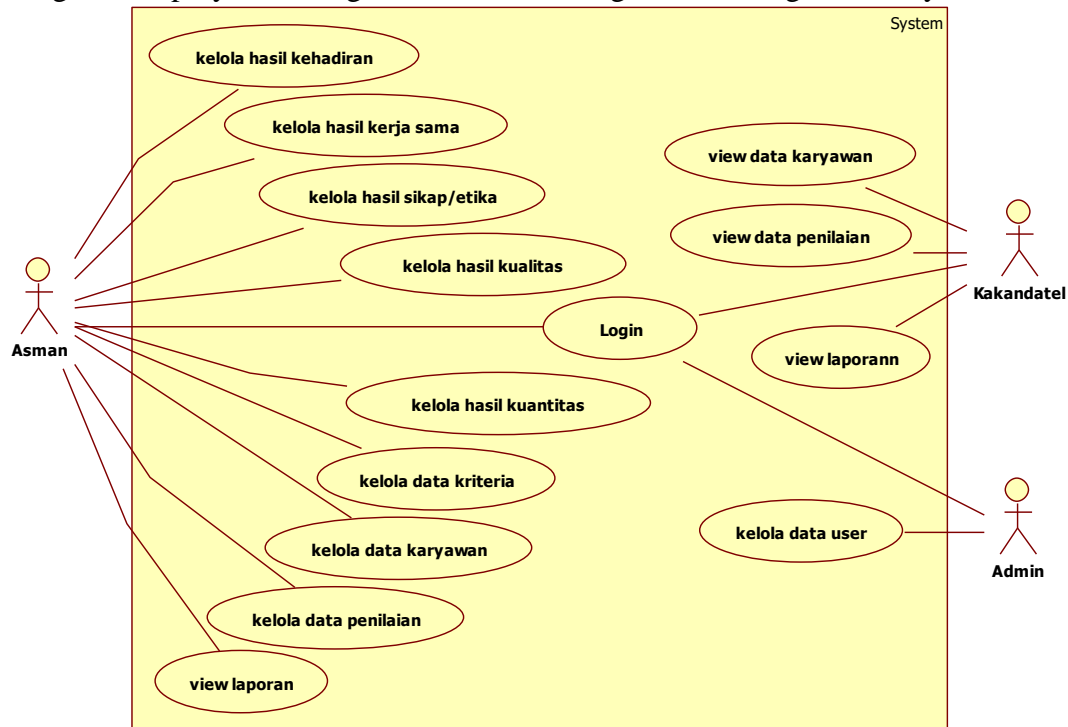 System
kelola hasil kehadiran
kelola hasil kerja sama
view data karyawan
kelola hasil sikap/etika
view data penilaian
kelola hasil kualitas
Kakandatel
Login
Asman
view laporann
kelola hasil kuantitas
kelola data kriteria
kelola data user
kelola data karyawan
Admin
kelola data penilaian
view laporan